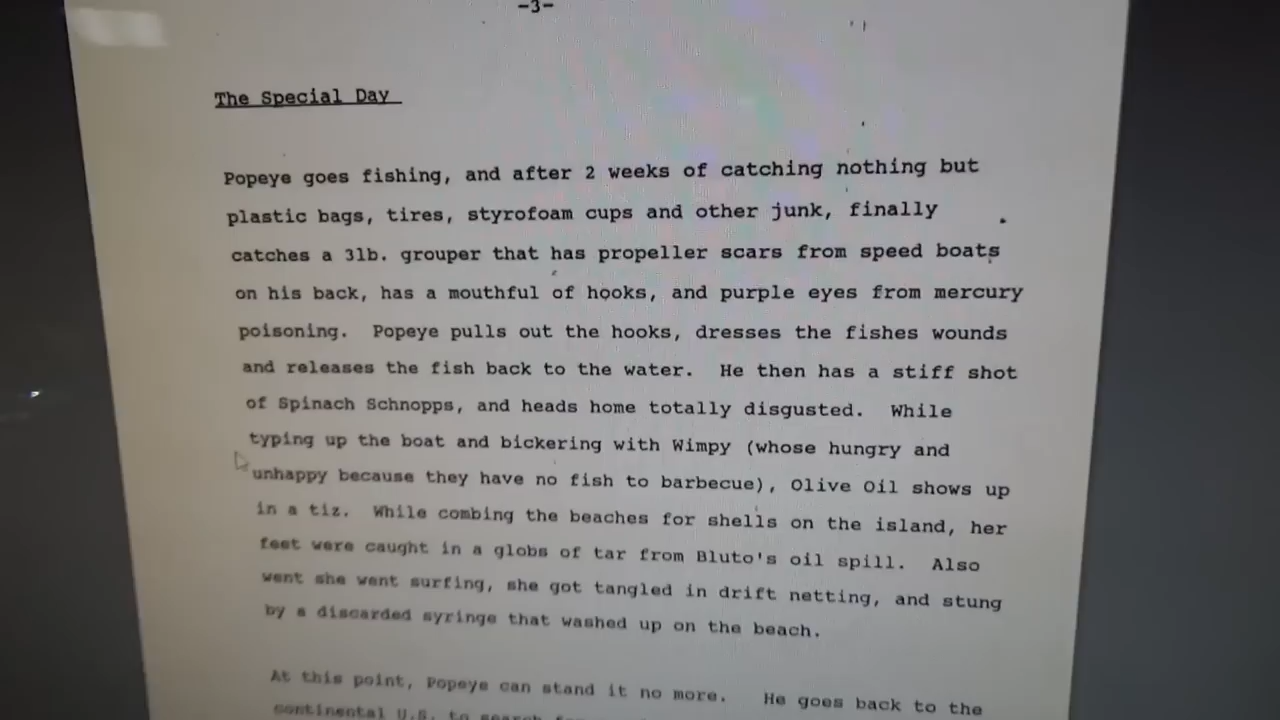 -3-
The Special Day
Popeye goes fishing, and after 2 weeks of catching nothing but
plastic bags, tires, styrofoam cups and other junk, finally
catches a 3lb. grouper that has propeller scars from speed boats
on his back, has a mouthful of hooks, and purple eyes from mercury
poisoning. Popeye pulls out the hooks, dresses the fishes wounds
and releases the fish back to the water. He then has a stiff shot
of Spinach Schnopps, and heads home totally disgusted. While
typing up the boat and bickering with Wimpy (whose hungry and
unhappy because they have no fish to barbecue), Olive Oil shows up
in a tiz. While combing the beaches for shells on the island, her
feet were caught in a globs of tar from Bluto's oil spill. Also
went she went surfing, she got tangled in drift netting, and stung
by a discarded syringe that washed up on the beach.
At this point, Popeye can stand it no more. He goes back to the
continental U.S. to search